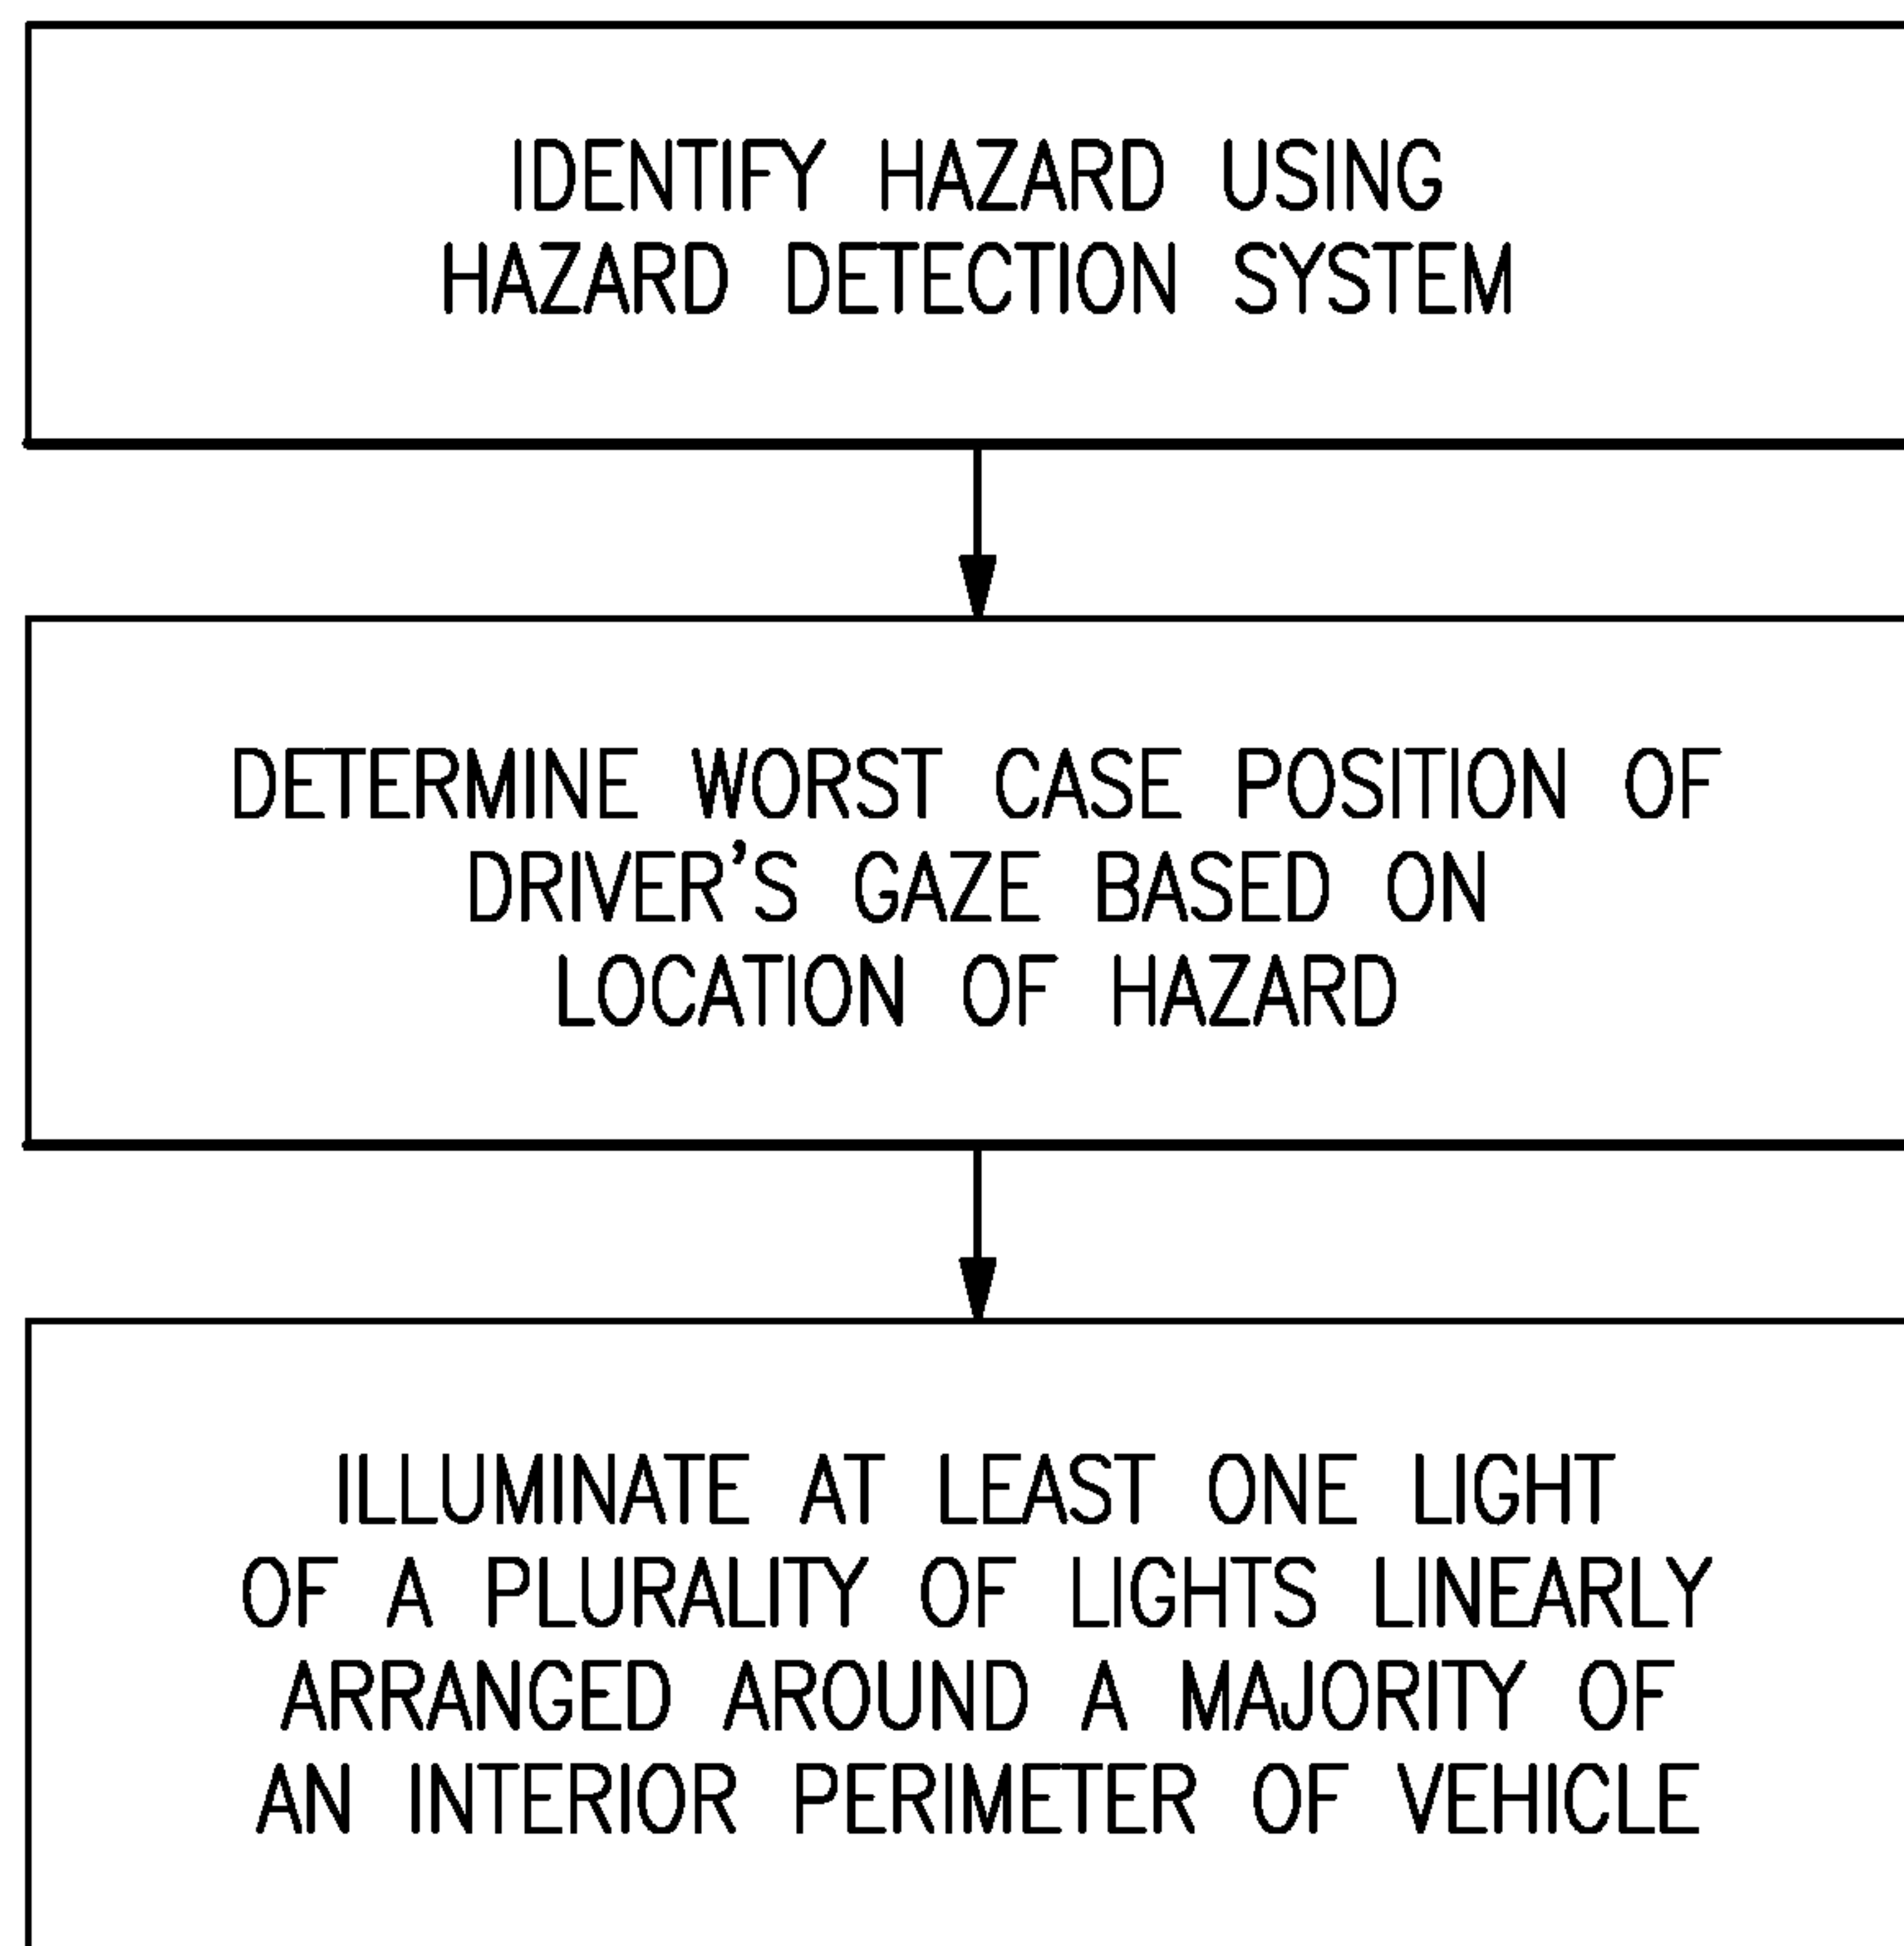 IDENTIFY HAZARD USING
HAZARD DETECTION SYSTEM
DETERMINE WORST CASE POSITION OF
DRIVER'S GAZE BASED ON
LOCATION OF HAZARD
ILLUMINATE AT LEAST ONE LIGHT
OF A PLURALITY OF LIGHTS LINEARLY
ARRANGED AROUND A MAJORITY OF
AN INTERIOR PERIMETER OF VEHICLE